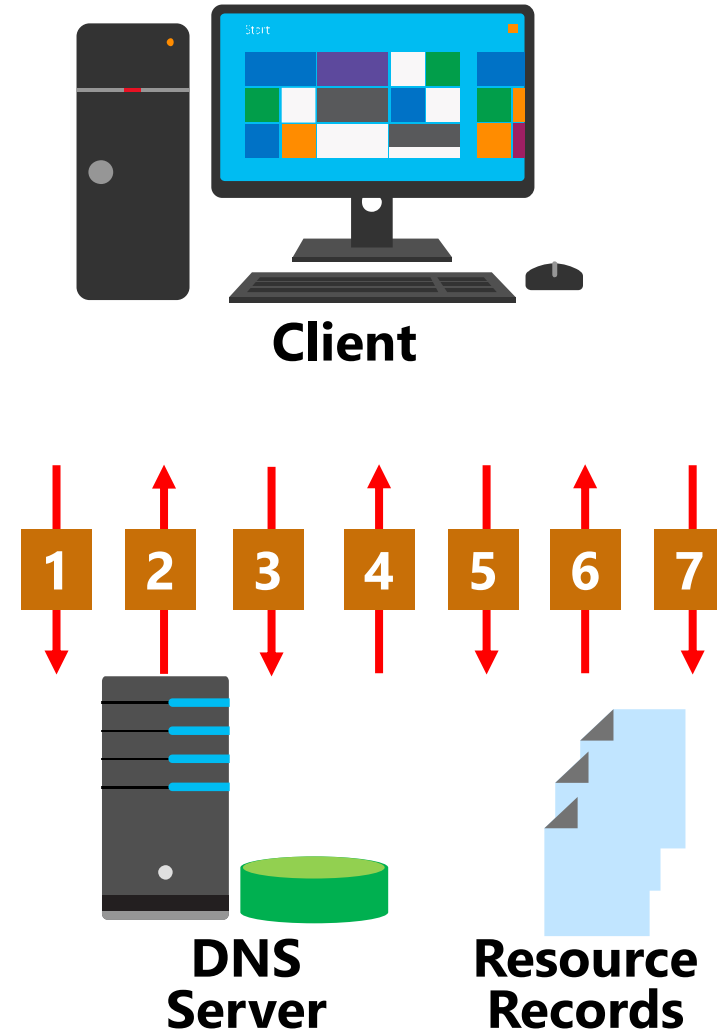 Start
Client
1 2 3 4 5 6 7
DNS
Server
Resource
Records